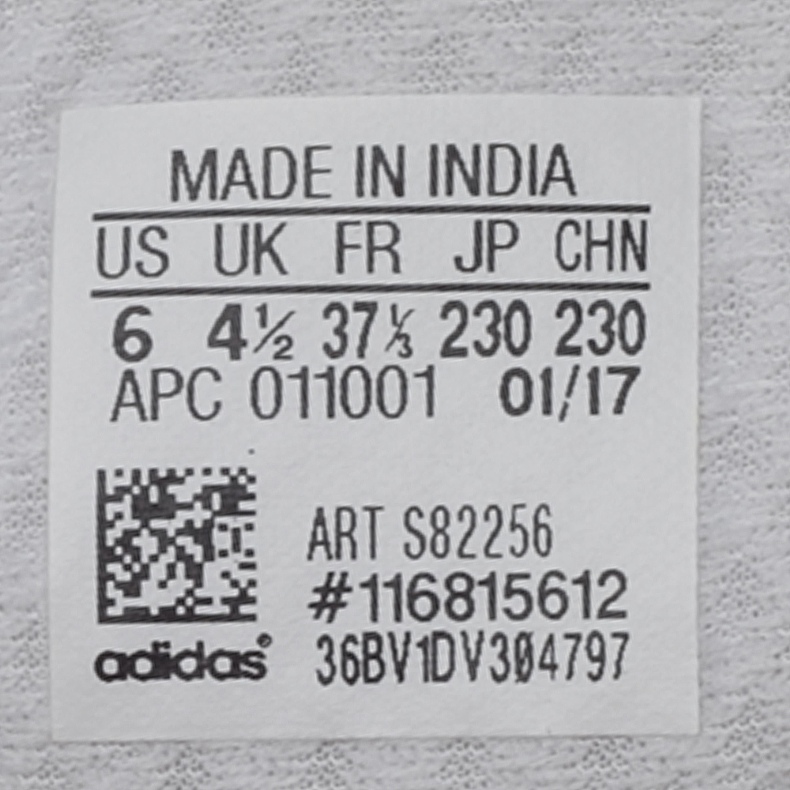 MADE IN INDIA
US UK FR JP CHN
6 4½ 37⅓ 230 230
APC 011001 01/17
ART S82256
#116815612
adidas® 36BV1DV304797